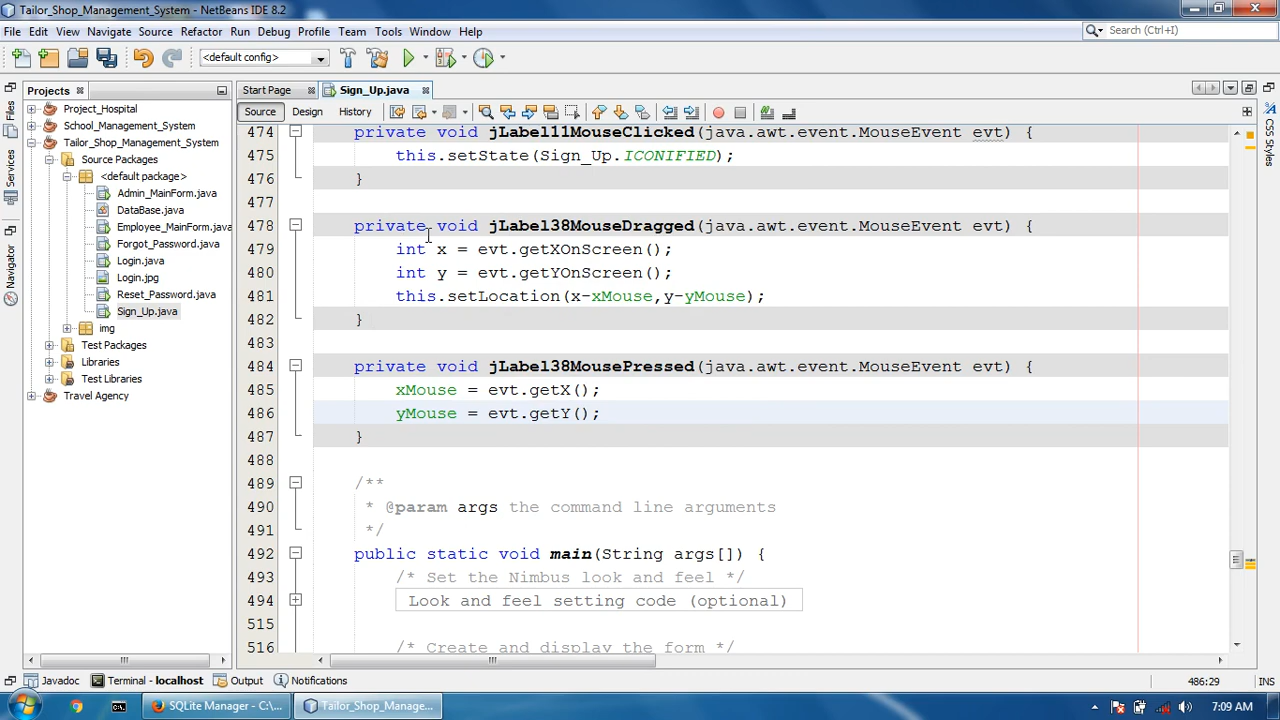 Tailor_Shop_Management_System - NetBeans IDE 8.2
File Edit View Navigate Source Refactor Run Debug Profile Team Tools Window Help
Search (Ctrl+I)
<default config>
Projects
Start Page
Sign_Up.java
Source Design History
Files
Services
Navigator
CSS Styles
Project_Hospital
School_Management_System
Tailor_Shop_Management_System
Source Packages
<default package>
Admin_MainForm.java
DataBase.java
Employee_MainForm.java
Forgot_Password.java
Login.java
Login.jpg
Reset_Password.java
Sign_Up.java
img
Test Packages
Libraries
Test Libraries
Travel Agency
474 private void jLabel11MouseClicked(java.awt.event.MouseEvent evt) {
475 this.setState(Sign_Up.ICONIFIED);
476 }
477
478 private void jLabel38MouseDragged(java.awt.event.MouseEvent evt) {
479 int x = evt.getXOnScreen();
480 int y = evt.getYOnScreen();
481 this.setLocation(x-xMouse,y-yMouse);
482 }
483
484 private void jLabel38MousePressed(java.awt.event.MouseEvent evt) {
485 xMouse = evt.getX();
486 yMouse = evt.getY();
487 }
488
489 /**
490 * @param args the command line arguments
491 */
492 public static void main(String args[]) {
493 /* Set the Nimbus look and feel */
494 Look and feel setting code (optional)
515
516 /* Create and display the form */
Javadoc Terminal - localhost Output Notifications
486:29 INS
SQLite Manager - C:\...
Tailor_Shop_Manage...
7:09 AM